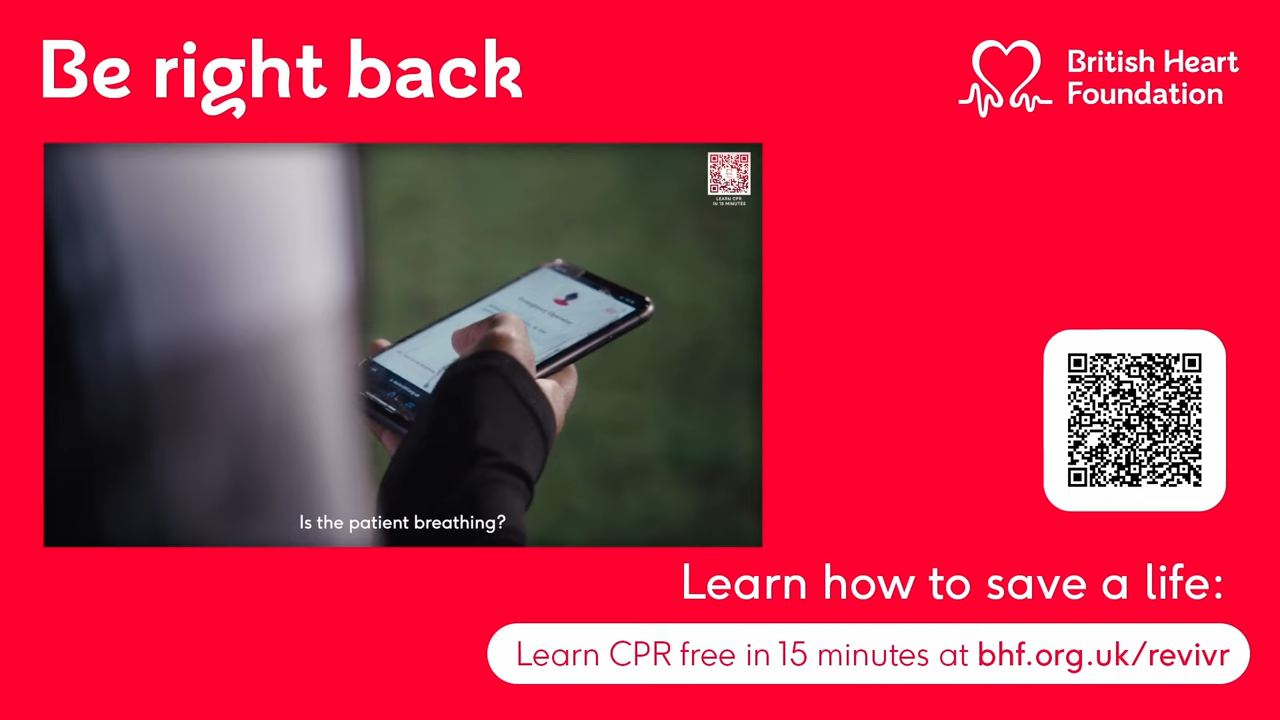 Be right back
British Heart
Foundation
LEARN CPR
IN 15 MINUTES
Is the patient breathing?
Learn how to save a life:
Learn CPR free in 15 minutes at bhf.org.uk/revivr